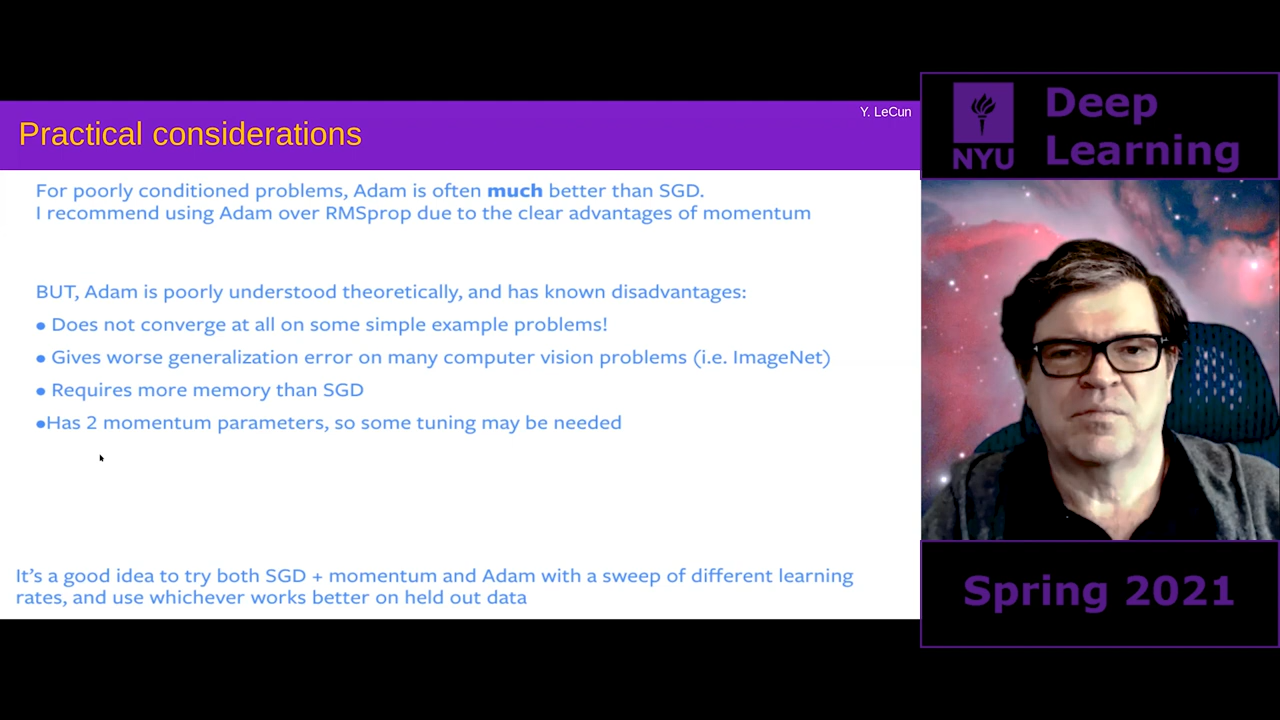 Y. LeCun
Practical considerations
For poorly conditioned problems, Adam is often much better than SGD.
I recommend using Adam over RMSprop due to the clear advantages of momentum
BUT, Adam is poorly understood theoretically, and has known disadvantages:
● Does not converge at all on some simple example problems!
● Gives worse generalization error on many computer vision problems (i.e. ImageNet)
● Requires more memory than SGD
●Has 2 momentum parameters, so some tuning may be needed
It's a good idea to try both SGD + momentum and Adam with a sweep of different learning
rates, and use whichever works better on held out data
NYU
Deep
Learning
Spring 2021